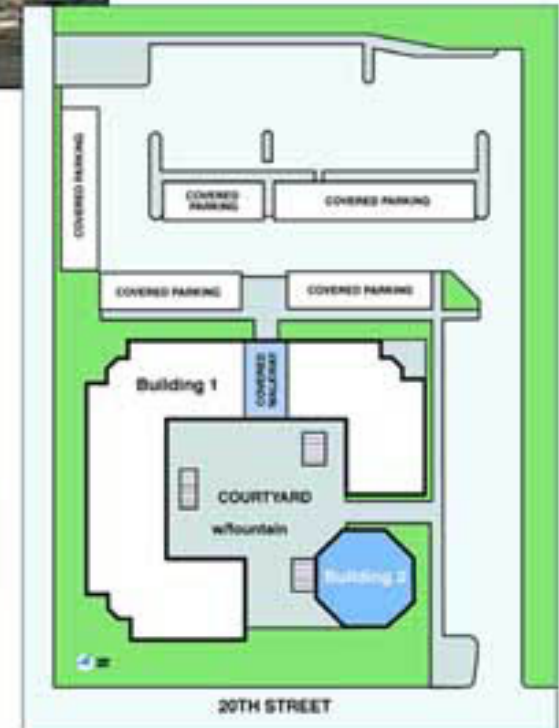 COVERED PARKING
COVERED
PARKING
COVERED PARKING
COVERED PARKING
COVERED PARKING
Building 1
COVERED
WALKWAY
COURTYARD
w/fountain
Building 2
20TH STREET